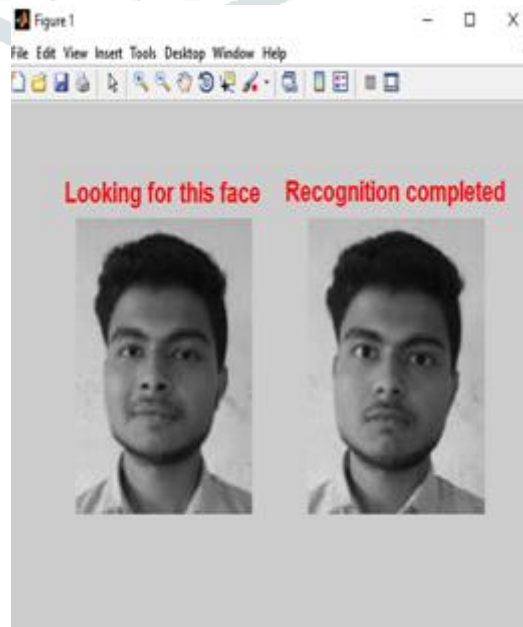 Figure 1
File Edit View Insert Tools Desktop Window Help
Looking for this face
Recognition completed